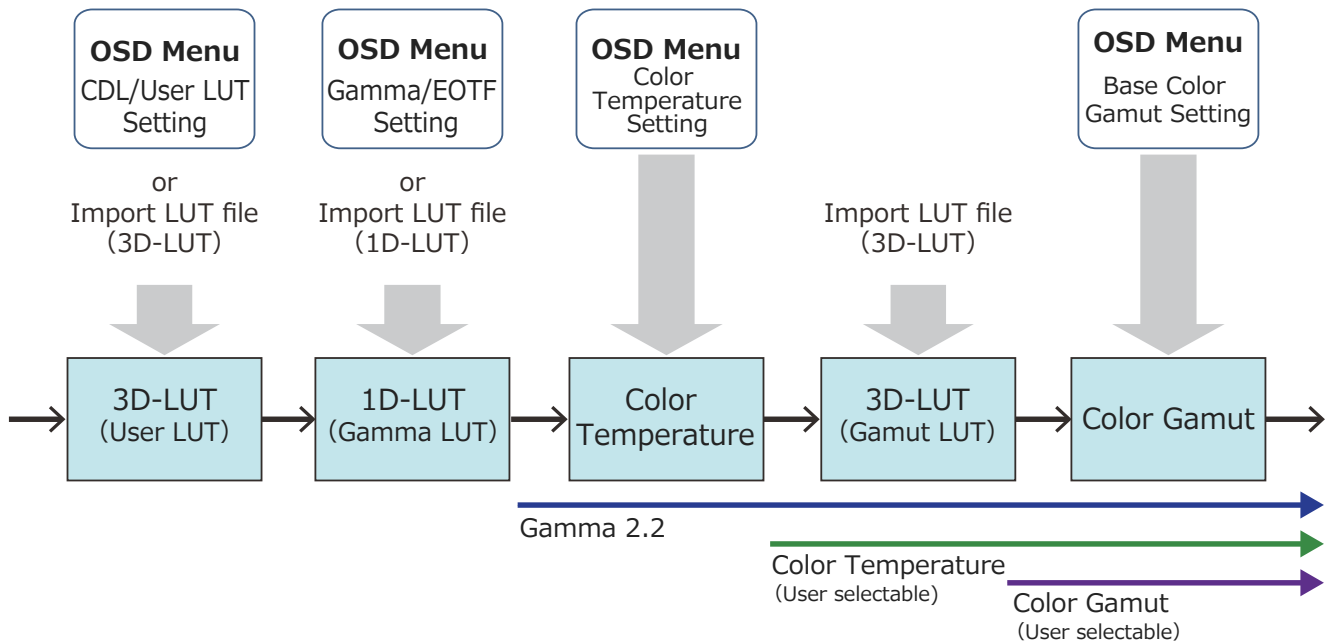 OSD Menu
CDL/User LUT
Setting
or
Import LUT file
（3D-LUT）
OSD Menu
Gamma/EOTF
Setting
or
Import LUT file
（1D-LUT）
OSD Menu
Color
Temperature
Setting
Import LUT file
（3D-LUT）
OSD Menu
Base Color
Gamut Setting
3D-LUT
（User LUT）
1D-LUT
（Gamma LUT）
Color
Temperature
3D-LUT
（Gamut LUT）
Color Gamut
Gamma 2.2
Color Temperature
（User selectable）
Color Gamut
（User selectable）